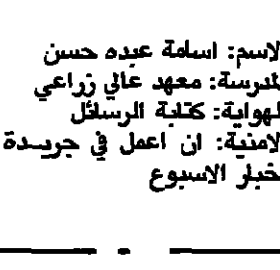 لاسم: اسامة عبده حسن
لمدرسة: معهد عالي زراعي
لهواية: كتابة الرسائل
لامنية: ان اعمل في جريدة
خبار الاسبوع